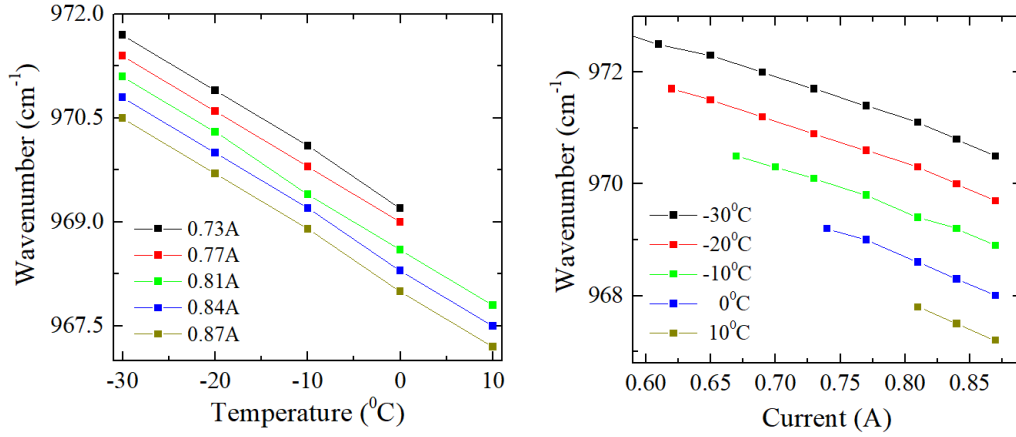 972.0
970.5
969.0
967.5
Wavenumber (cm⁻¹)
0.73A
0.77A
0.81A
0.84A
0.87A
-30
-20
-10
0
10
Temperature (⁰C)
972
970
968
Wavenumber (cm⁻¹)
-30⁰C
-20⁰C
-10⁰C
0⁰C
10⁰C
0.60
0.65
0.70
0.75
0.80
0.85
Current (A)